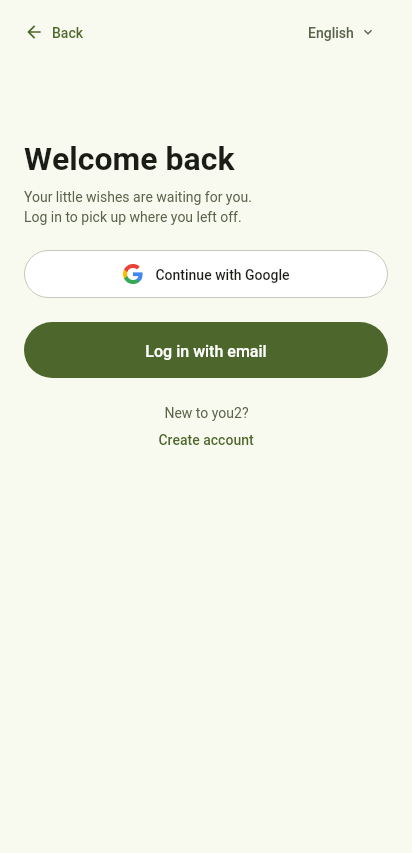 Back
English
Welcome back
Your little wishes are waiting for you.
Log in to pick up where you left off.
Continue with Google
Log in with email
New to you2?
Create account